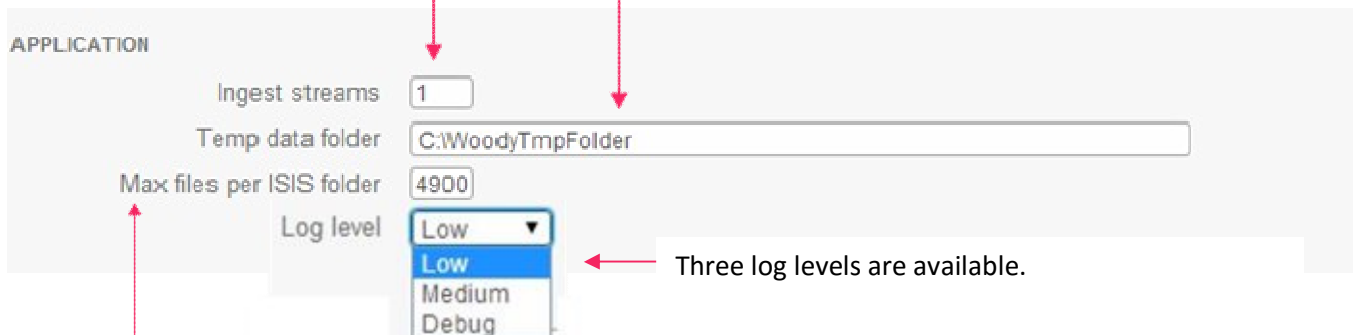 APPLICATION
Ingest streams 1
Temp data folder C:\WoodyTmpFolder
Max files per ISIS folder 4900
Log level Low
Low
Three log levels are available.
Medium
Debug